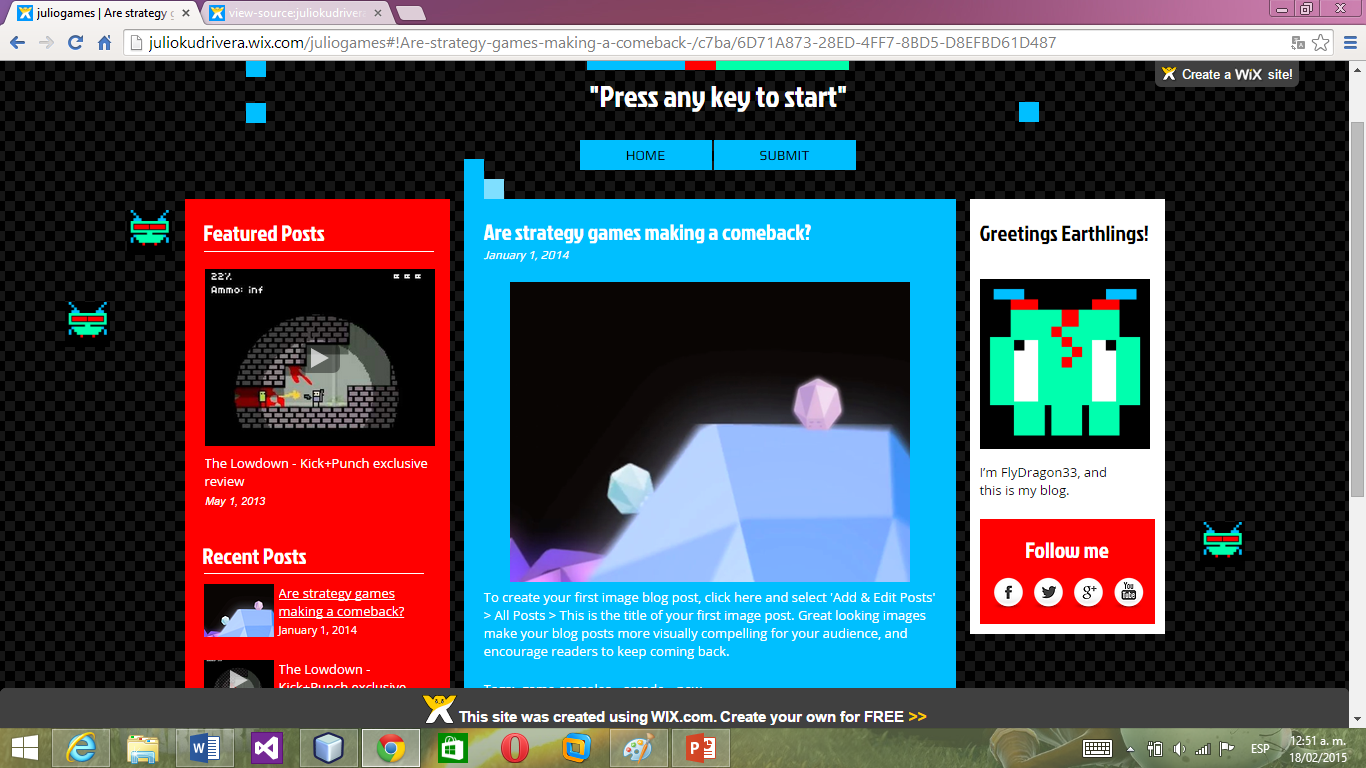 juliogames | Are strategy g
view-source:juliokudrivera
juliokudrivera.wix.com/juliogames#!Are-strategy-games-making-a-comeback-/c7ba/6D71A873-28ED-4FF7-8BD5-D8EFBD61D487
Create a WiX site!
"Press any key to start"
HOME
SUBMIT
Featured Posts
22%
Ammo: inf
The Lowdown - Kick+Punch exclusive
review
May 1, 2013
Recent Posts
Are strategy games
making a comeback?
January 1, 2014
The Lowdown -
Kick+Punch exclusive
Are strategy games making a comeback?
January 1, 2014
To create your first image blog post, click here and select 'Add & Edit Posts'
> All Posts > This is the title of your first image post. Great looking images
make your blog posts more visually compelling for your audience, and
encourage readers to keep coming back.
Greetings Earthlings!
I'm FlyDragon33, and
this is my blog.
Follow me
f
g+
You
Tube
This site was created using WIX.com. Create your own for FREE >>
ESP
12:51 a. m.
18/02/2015